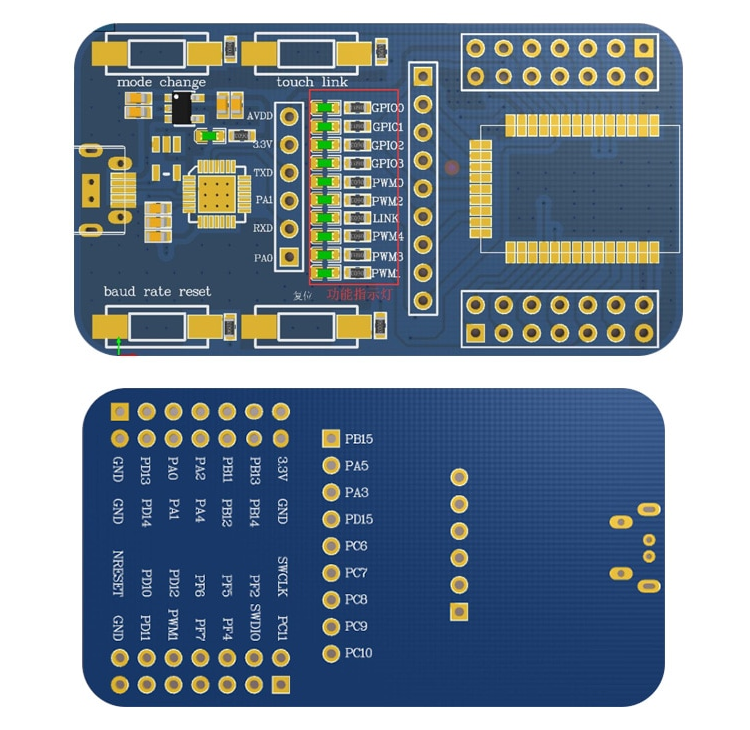 mode change
touch link
AVDD
3.3V
TXD
PA1
RXD
PA0
GPIO0
GPIC1
GPIO2
GPIO3
PWM0
PWM2
LINK
PWM4
PWM3
PWM1
baud rate reset
复位
功能指示灯
GND
PD13
PA0
PA2
PB11
PB13
3.3V
GND
PD14
PA1
PA4
PB12
PB14
GND
NRESET
PD10
PD12
PF6
PF5
PF2
SWCLK
GND
PD11
PWM1
PF7
PF4
SWDIO
PC11
PB15
PA5
PA3
PD15
PC6
PC7
PC8
PC9
PC10